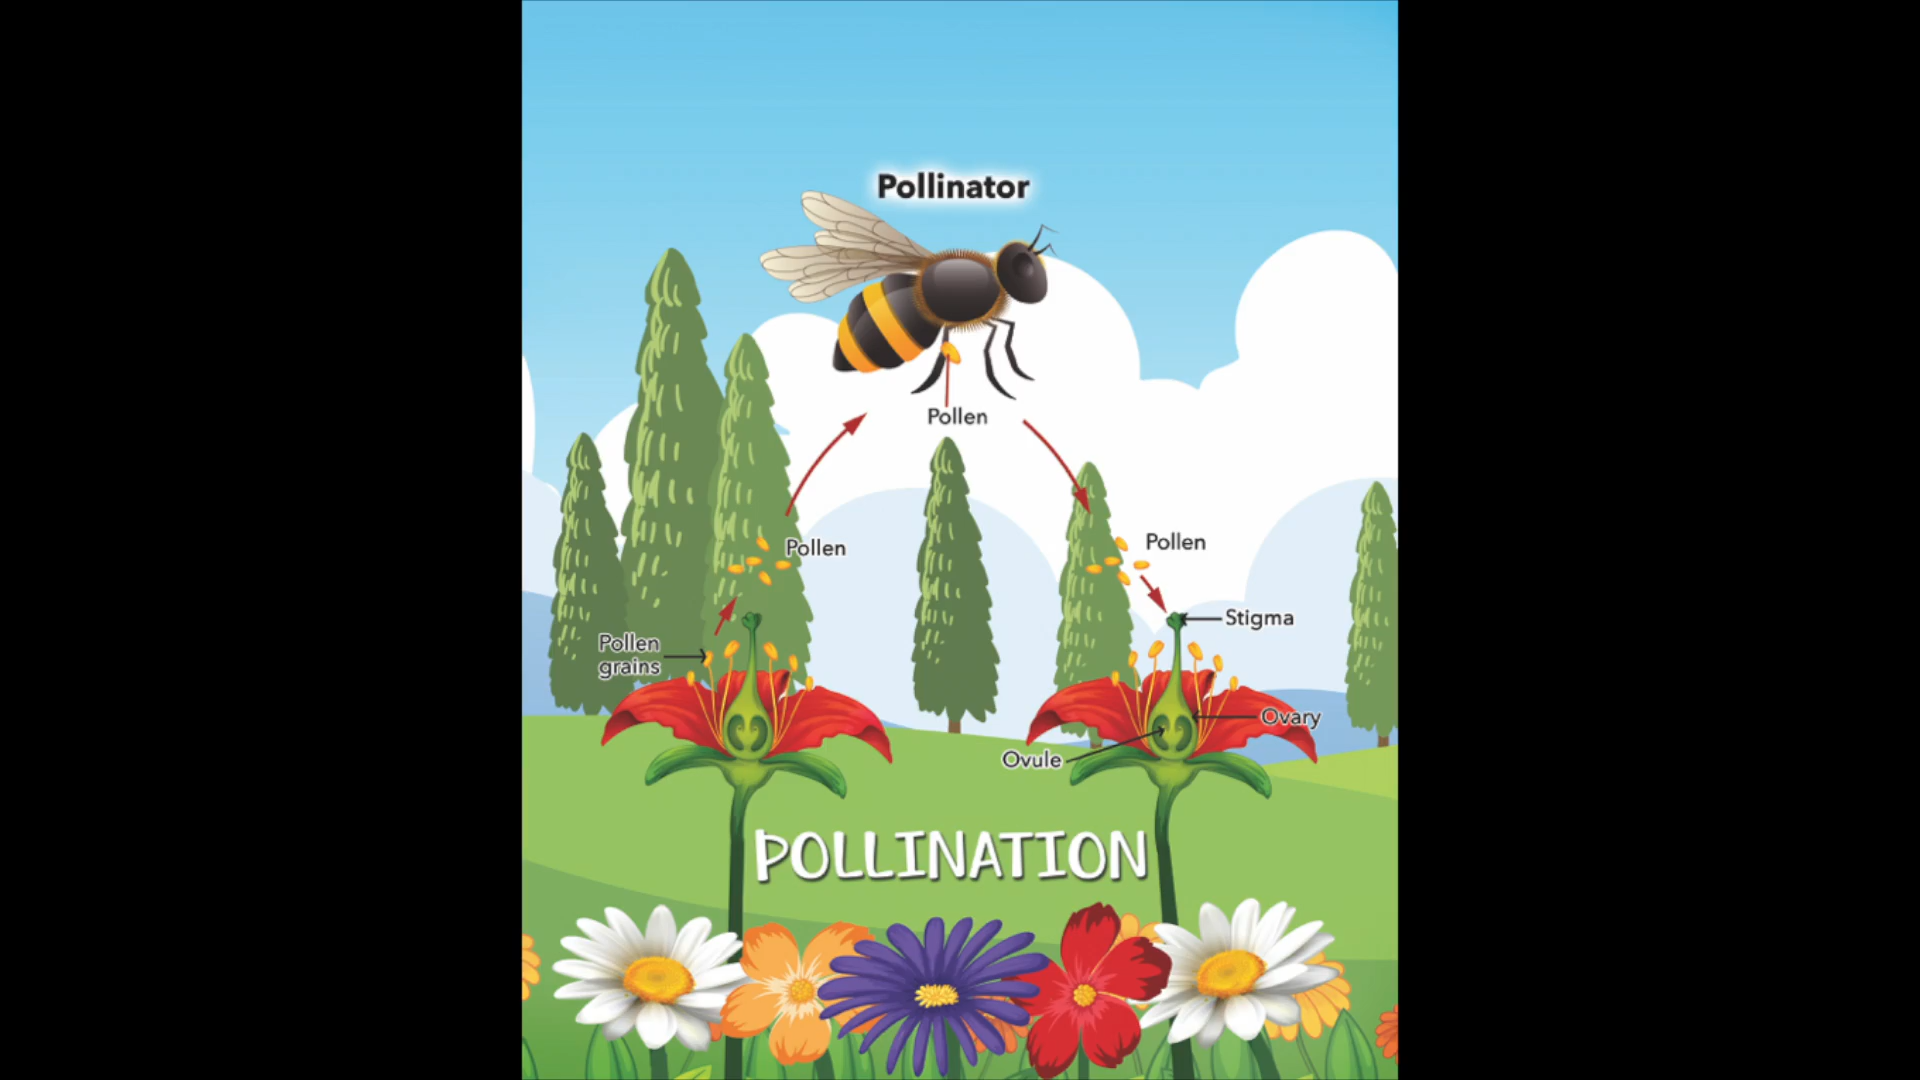 Pollinator
Pollen
Pollen
Pollen
Pollen
grains
Stigma
Ovary
Ovule
POLLINATION